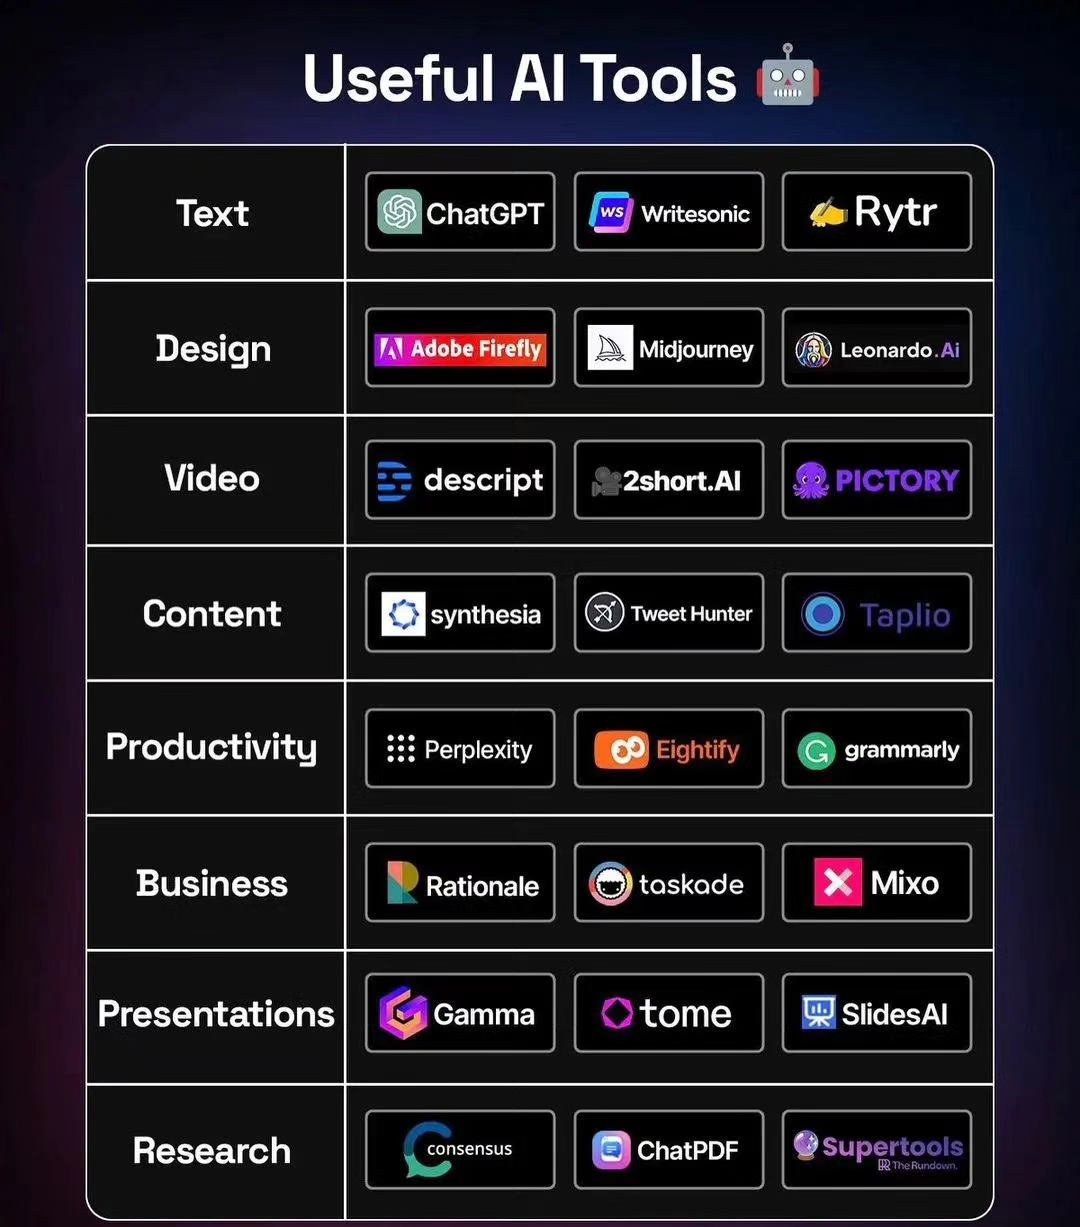 Useful AI Tools
Text
ChatGPT
WS Writesonic
Rytr
Design
Adobe Firefly
Midjourney
Leonardo.Ai
Video
descript
2short.AI
PICTORY
Content
synthesia
Tweet Hunter
Taplio
Productivity
Perplexity
Eightify
grammarly
Business
Rationale
taskade
Mixo
Presentations
Gamma
tome
SlidesAI
Research
consensus
ChatPDF
Supertools
R The Rundown.